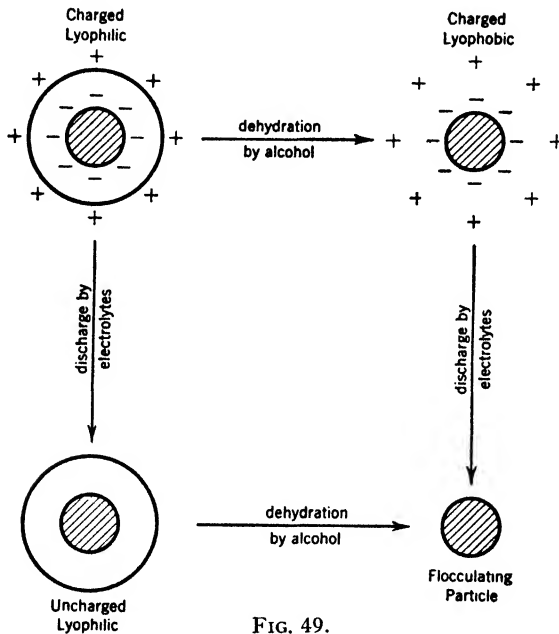 Charged
Lyophilic
Charged
Lyophobic
+ + + + + + + +
− − − − − − − −
dehydration
by alcohol
+ + + + + + + +
− − − − − − − −
discharge by
electrolytes
discharge by
electrolytes
dehydration
by alcohol
Uncharged
Lyophilic
Flocculating
Particle
FIG. 49.